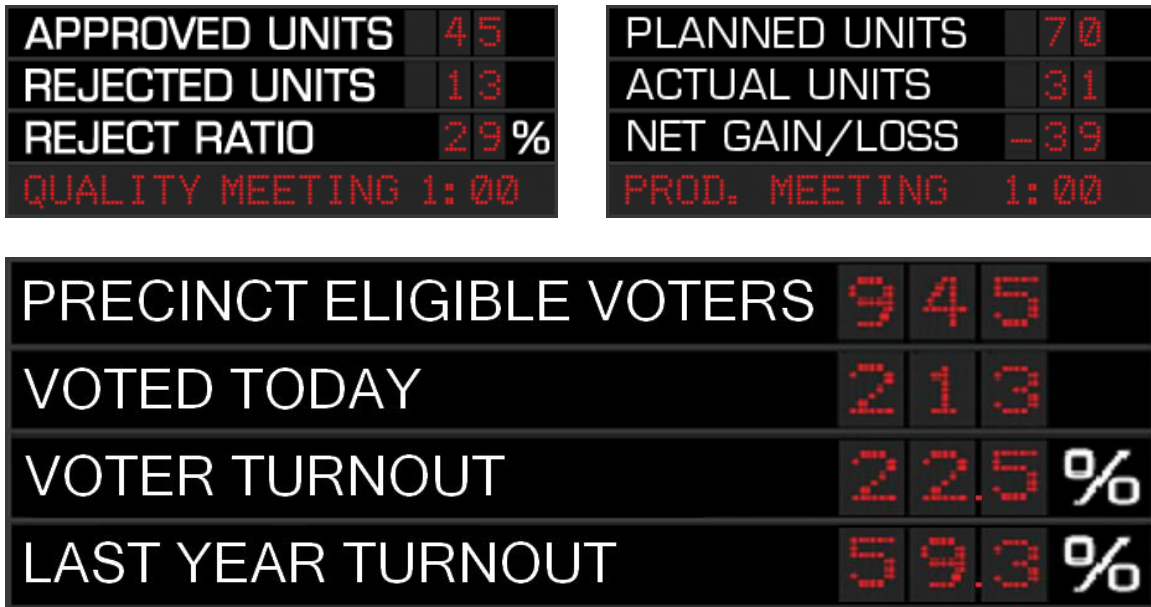 APPROVED UNITS 45
REJECTED UNITS 13
REJECT RATIO 29%
QUALITY MEETING 1:00
PLANNED UNITS 70
ACTUAL UNITS 31
NET GAIN/LOSS -39
PROD. MEETING 1:00
PRECINCT ELIGIBLE VOTERS 945
VOTED TODAY 213
VOTER TURNOUT 22.5%
LAST YEAR TURNOUT 59.3%